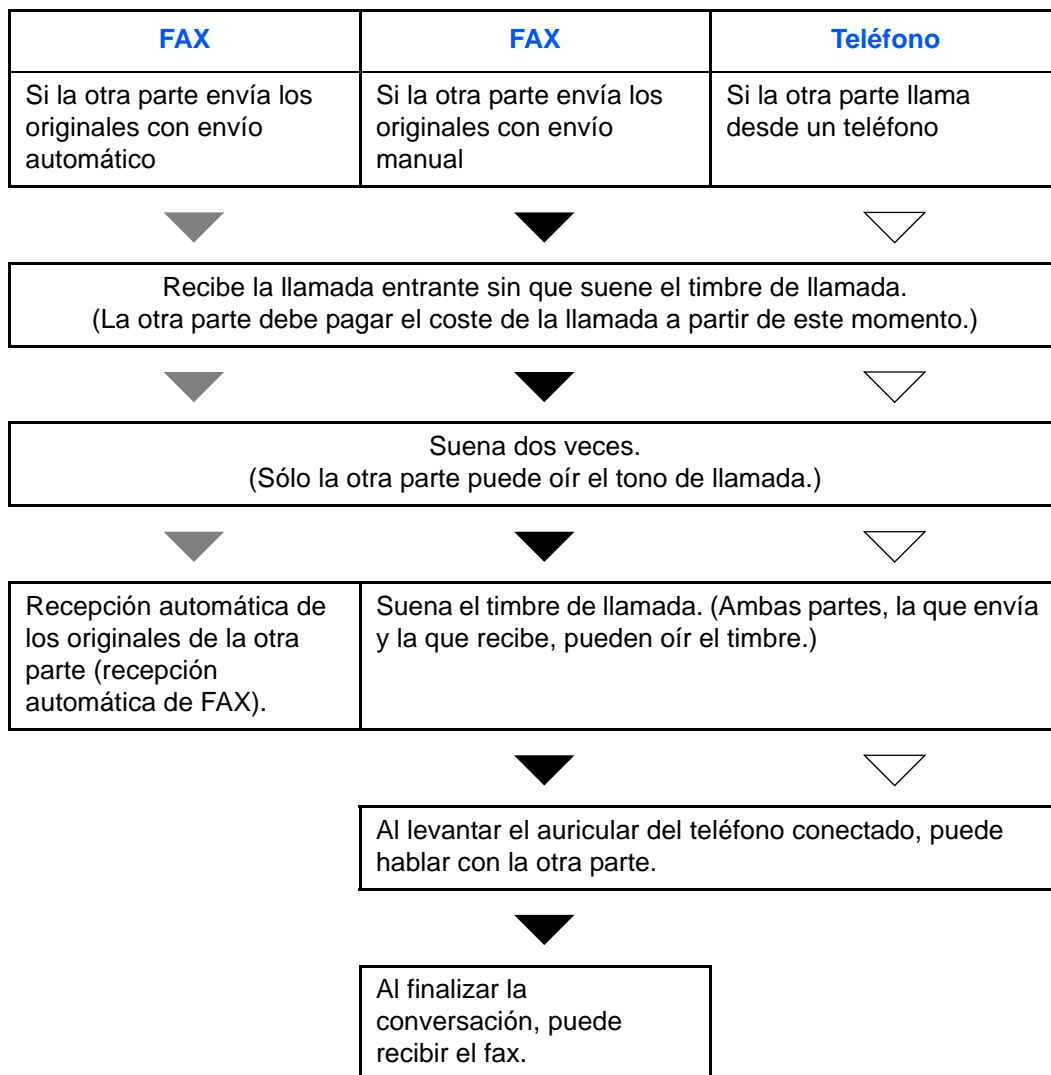 FAX
FAX
Teléfono
Si la otra parte envía los
originales con envío
automático
Si la otra parte envía los
originales con envío
manual
Si la otra parte llama
desde un teléfono
Recibe la llamada entrante sin que suene el timbre de llamada.
(La otra parte debe pagar el coste de la llamada a partir de este momento.)
Suena dos veces.
(Sólo la otra parte puede oír el tono de llamada.)
Recepción automática de
los originales de la otra
parte (recepción
automática de FAX).
Suena el timbre de llamada. (Ambas partes, la que envía
y la que recibe, pueden oír el timbre.)
Al levantar el auricular del teléfono conectado, puede
hablar con la otra parte.
Al finalizar la
conversación, puede
recibir el fax.